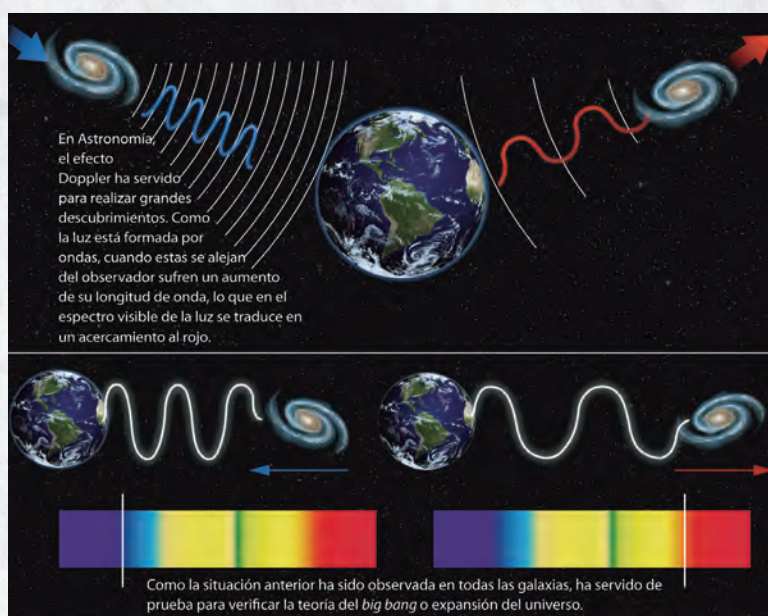 En Astronomía,
el efecto
Doppler ha servido
para realizar grandes
descubrimientos. Como
la luz está formada por
ondas, cuando estas se alejan
del observador sufren un aumento
de su longitud de onda, lo que en el
espectro visible de la luz se traduce en
un acercamiento al rojo.
Como la situación anterior ha sido observada en todas las galaxias, ha servido de
prueba para verificar la teoría del big bang o expansión del universo.